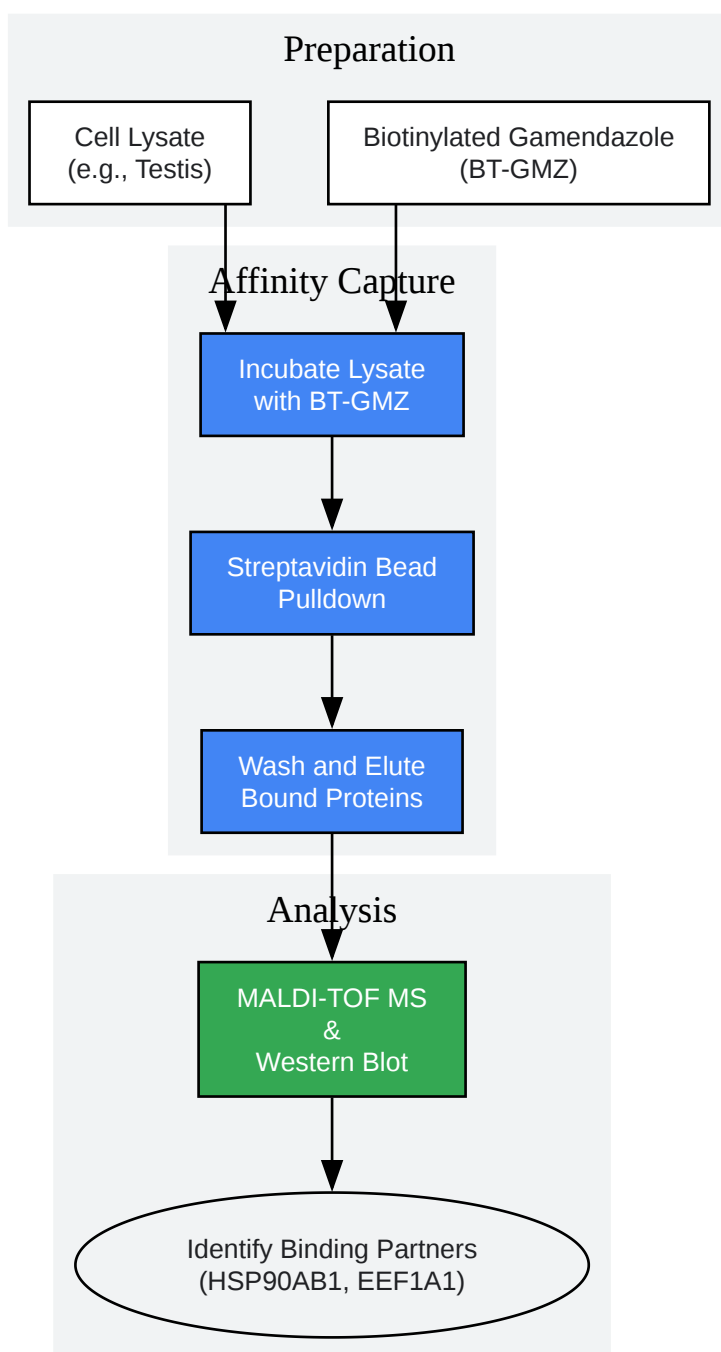 Preparation
Cell Lysate
(e.g., Testis)
Biotinylated Gamendazole
(BT-GMZ)
Affinity Capture
Incubate Lysate
with BT-GMZ
Streptavidin Bead
Pulldown
Wash and Elute
Bound Proteins
Analysis
MALDI-TOF MS
&
Western Blot
Identify Binding Partners
(HSP90AB1, EEF1A1)